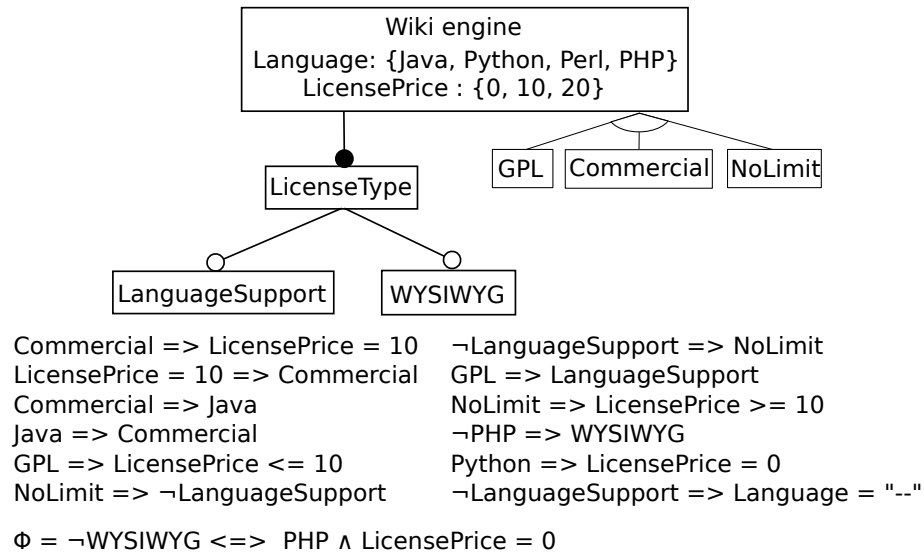 Wiki engine
Language: {Java, Python, Perl, PHP}
LicensePrice : {0, 10, 20}
GPL
Commercial
NoLimit
LicenseType
LanguageSupport
WYSIWYG
Commercial => LicensePrice = 10
LicensePrice = 10 => Commercial
Commercial => Java
Java => Commercial
GPL => LicensePrice <= 10
NoLimit => ¬LanguageSupport
¬LanguageSupport => NoLimit
GPL => LanguageSupport
NoLimit => LicensePrice >= 10
¬PHP => WYSIWYG
Python => LicensePrice = 0
¬LanguageSupport => Language = "--"
Φ = ¬WYSIWYG <=> PHP ∧ LicensePrice = 0